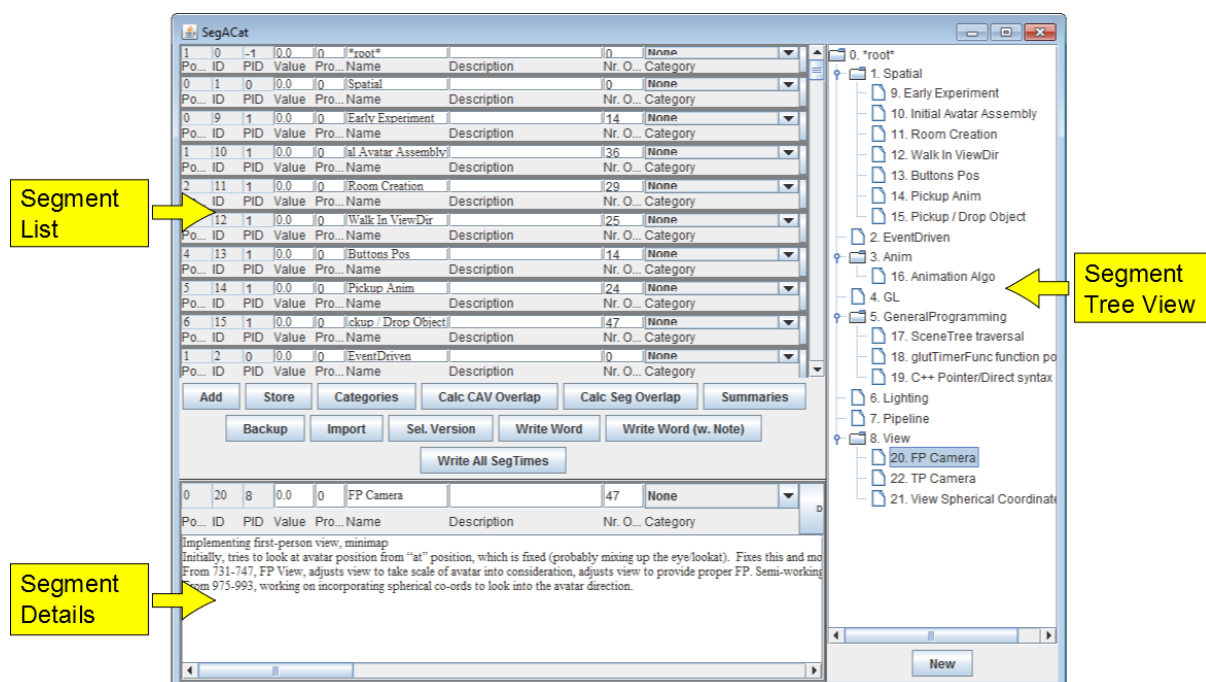 SegACat
1 0 -1 0.0 0 *root* 0 None
Po... ID PID Value Pro... Name Description Nr. O... Category
0 1 0 0.0 0 Spatial 0 None
Po... ID PID Value Pro... Name Description Nr. O... Category
0 9 1 0.0 0 Early Experiment 14 None
Po... ID PID Value Pro... Name Description Nr. O... Category
1 10 1 0.0 0 al Avatar Assembly 36 None
Po... ID PID Value Pro... Name Description Nr. O... Category
2 11 1 0.0 0 Room Creation 29 None
Po... ID PID Value Pro... Name Description Nr. O... Category
12 1 0.0 0 Walk In ViewDir 25 None
Po... ID PID Value Pro... Name Description Nr. O... Category
4 13 1 0.0 0 Buttons Pos 14 None
Po... ID PID Value Pro... Name Description Nr. O... Category
5 14 1 0.0 0 Pickup Anim 24 None
Po... ID PID Value Pro... Name Description Nr. O... Category
6 15 1 0.0 0 ckup / Drop Object 47 None
Po... ID PID Value Pro... Name Description Nr. O... Category
1 2 0 0.0 0 EventDriven 0 None
Po... ID PID Value Pro... Name Description Nr. O... Category
Segment
List
Add Store Categories Calc CAV Overlap Calc Seg Overlap Summaries
Backup Import Sel. Version Write Word Write Word (w. Note)
Write All SegTimes
0 20 8 0.0 0 FP Camera 47 None
D
Po... ID PID Value Pro... Name Description Nr. O... Category
Implementing first-person view, minimap
Initially, tries to look at avatar position from “at” position, which is fixed (probably mixing up the eye/lookat). Fixes this and mo
From 731-747, FP View, adjusts view to take scale of avatar into consideration, adjusts view to provide proper FP. Semi-working
From 975-993, working on incorporating spherical co-ords to look into the avatar direction.
Segment
Details
0. *root*
1. Spatial
9. Early Experiment
10. Initial Avatar Assembly
11. Room Creation
12. Walk In ViewDir
13. Buttons Pos
14. Pickup Anim
15. Pickup / Drop Object
2. EventDriven
3. Anim
16. Animation Algo
4. GL
5. GeneralProgramming
17. SceneTree traversal
18. glutTimerFunc function po
19. C++ Pointer/Direct syntax
6. Lighting
7. Pipeline
8. View
20. FP Camera
22. TP Camera
21. View Spherical Coordinate
New
Segment
Tree View